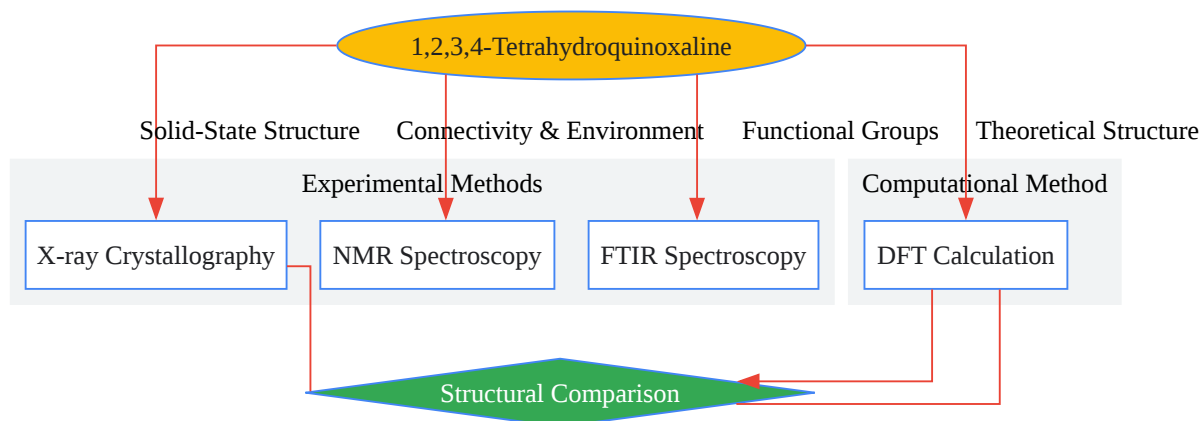 1,2,3,4-Tetrahydroquinoxaline
Solid-State Structure
Connectivity & Environment
Functional Groups
Theoretical Structure
Experimental Methods
Computational Method
X-ray Crystallography
NMR Spectroscopy
FTIR Spectroscopy
DFT Calculation
Structural Comparison